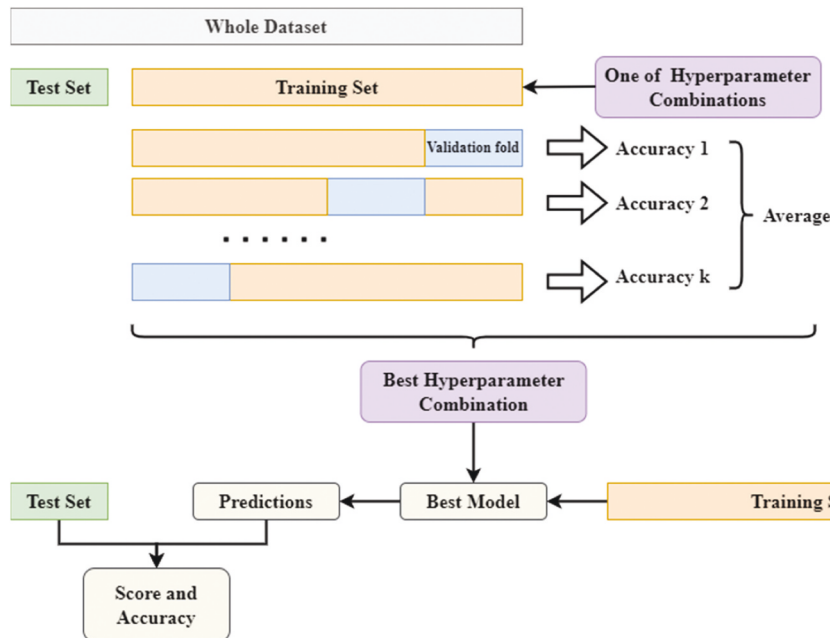 Whole Dataset
Test Set
Training Set
One of Hyperparameter
Combinations
Validation fold
Accuracy 1
Accuracy 2
Average
. . . . . .
Accuracy k
Best Hyperparameter
Combination
Test Set
Predictions
Best Model
Training S
Score and
Accuracy